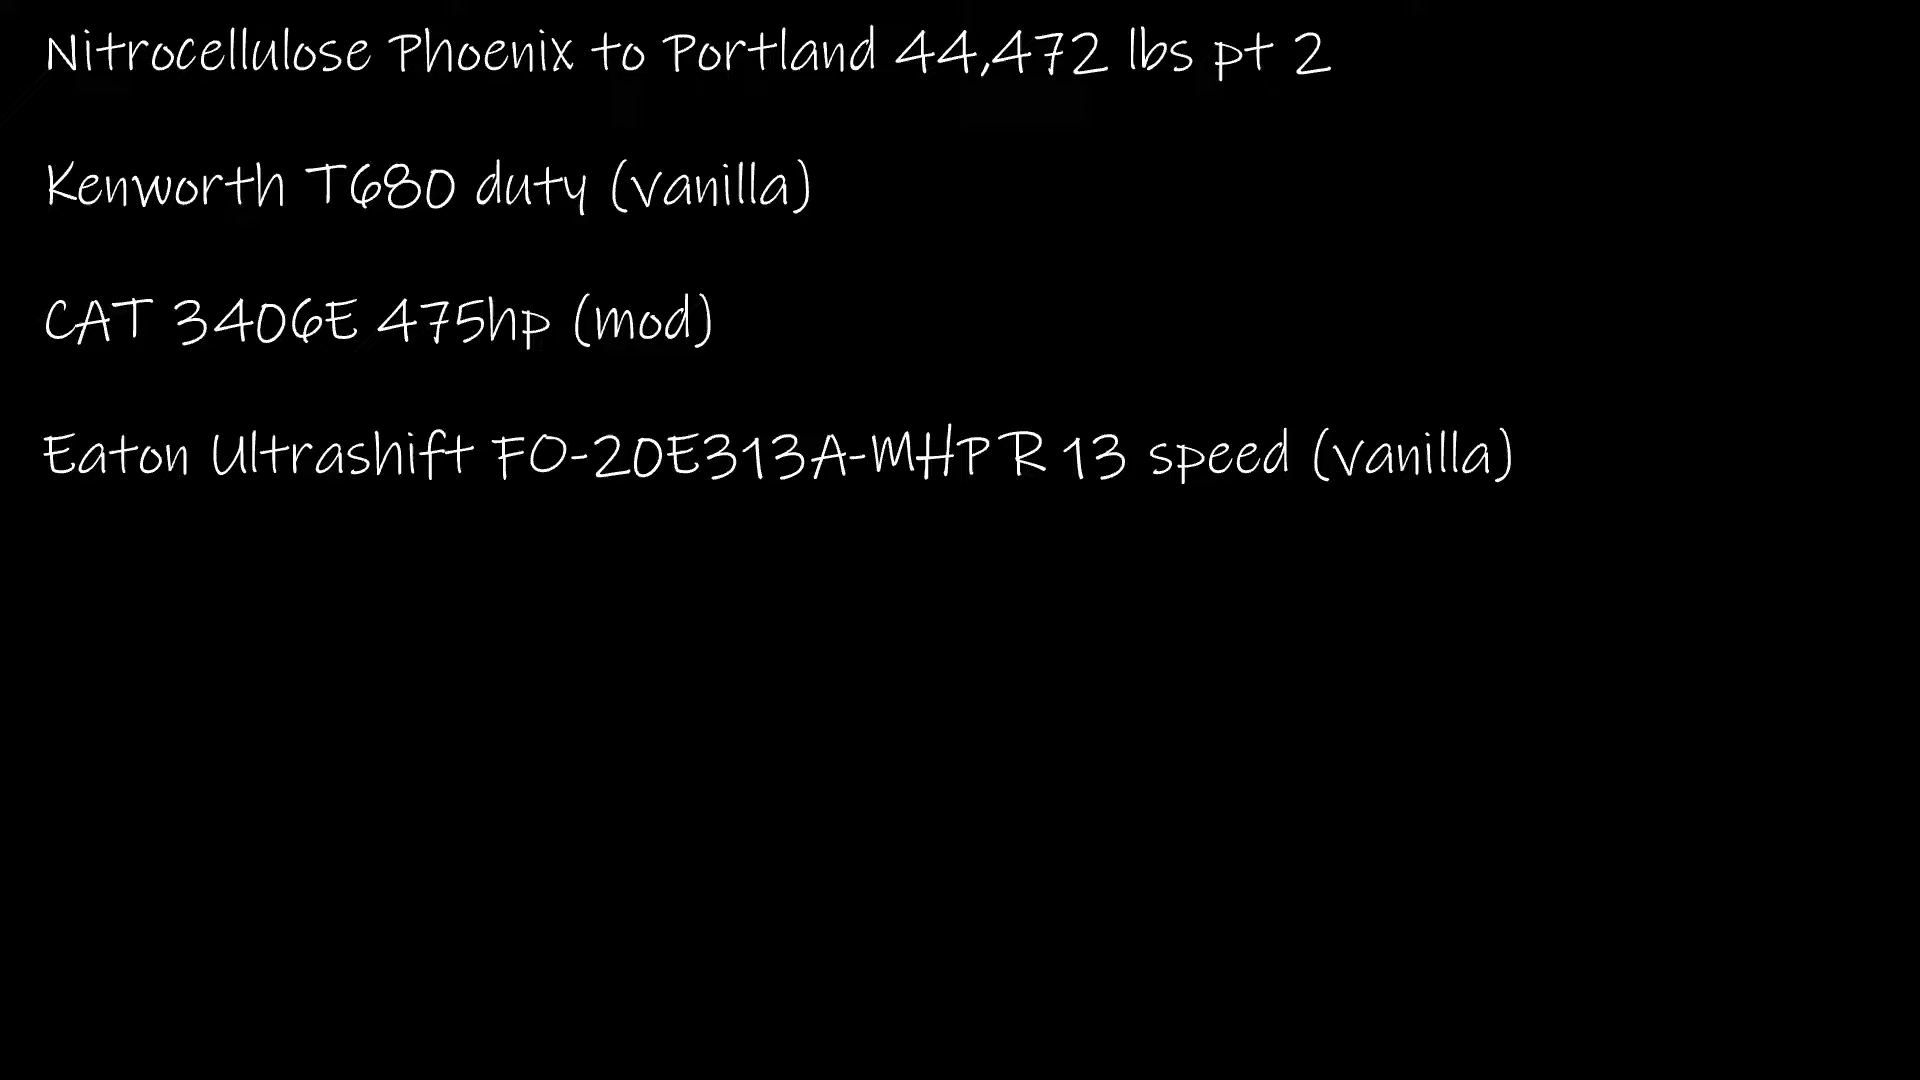 Nitrocellulose Phoenix to Portland 44,472 lbs pt 2
Kenworth T680 duty (vanilla)
CAT 3406E 475hp (mod)
Eaton Ultrashift FO-20E313A-MHP R 13 speed (vanilla)